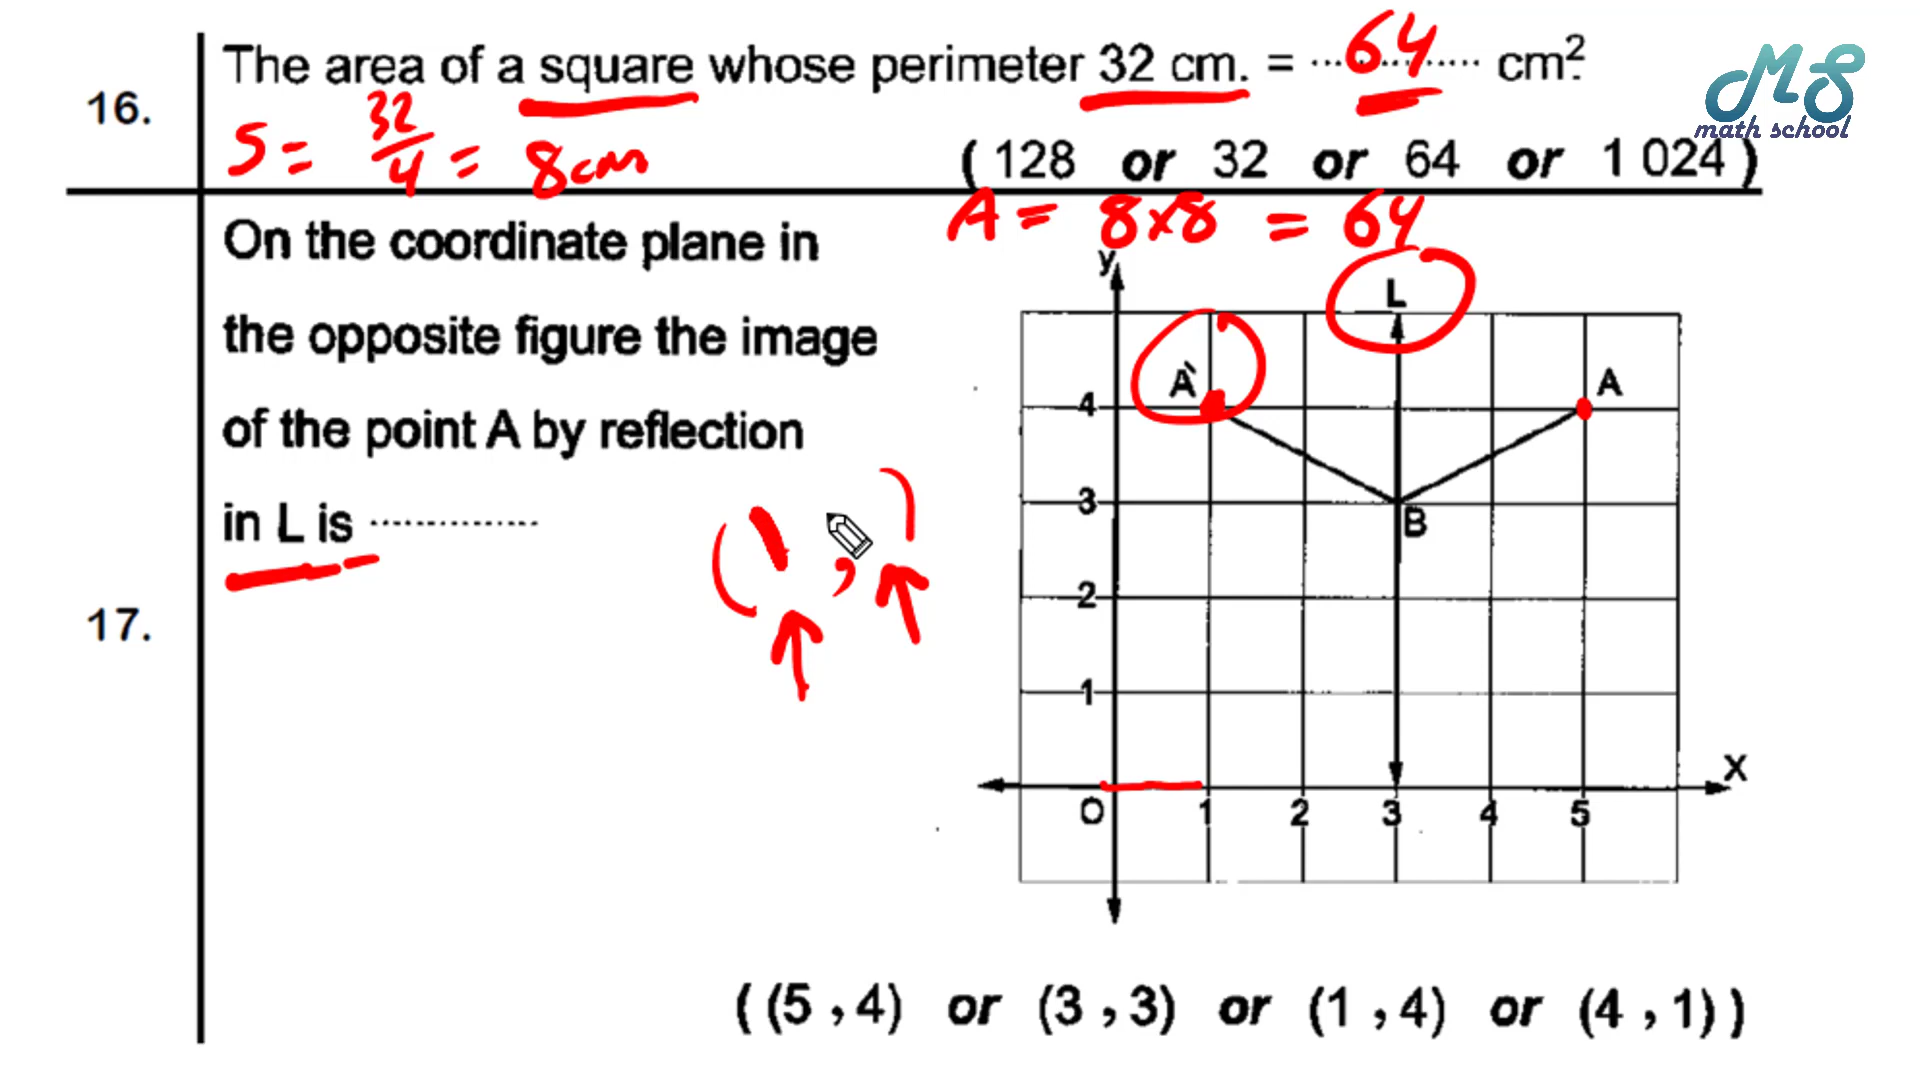 The area of a square whose perimeter 32 cm. = ............ 64 cm².
16.
S = 32/4 = 8cm
( 128 or 32 or 64 or 1 024 )
A = 8×8 = 64
MS
math school
On the coordinate plane in
the opposite figure the image
of the point A by reflection
in L is ................
17.
(1 ,  )
y
L
A` A
4
3
B
2
1
X
O 1 2 3 4 5
( (5 , 4) or (3 , 3) or (1 , 4) or (4 , 1) )